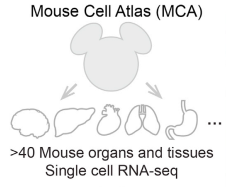 Mouse Cell Atlas (MCA)
...
>40 Mouse organs and tissues
Single cell RNA-seq